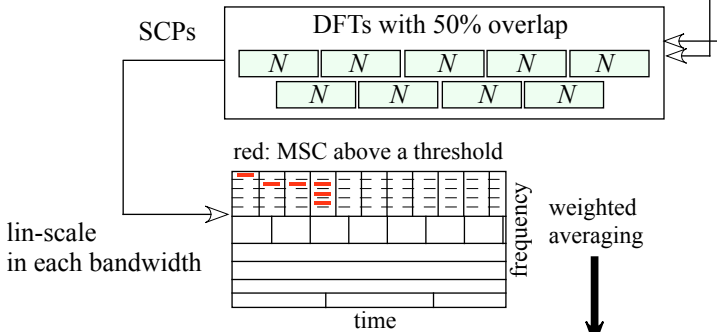 SCPs
DFTs with 50% overlap
N N N N N
N N N N
red: MSC above a threshold
lin-scale
in each bandwidth
frequency
weighted
averaging
time